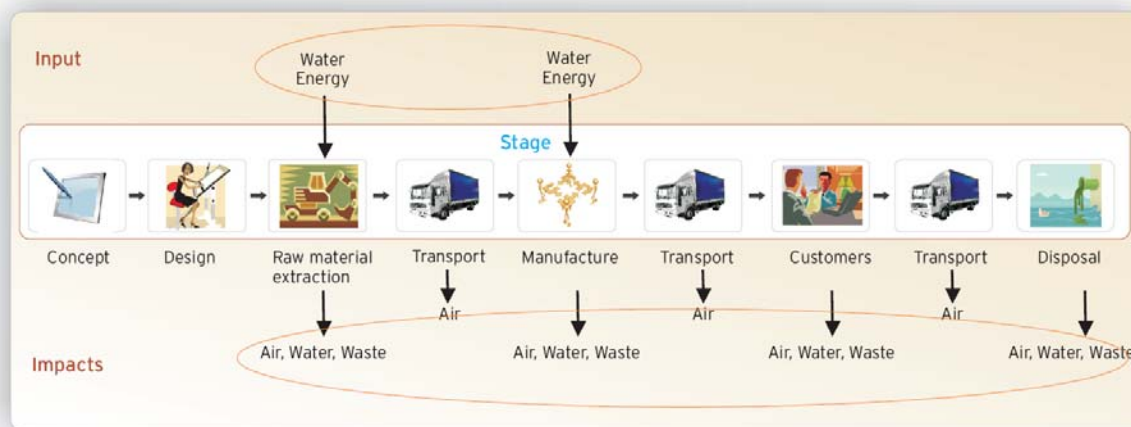 Input
Water
Energy
Water
Energy
Stage
Concept
Design
Raw material
extraction
Transport
Manufacture
Transport
Customers
Transport
Disposal
Air
Air
Air
Impacts
Air, Water, Waste
Air, Water, Waste
Air, Water, Waste
Air, Water, Waste